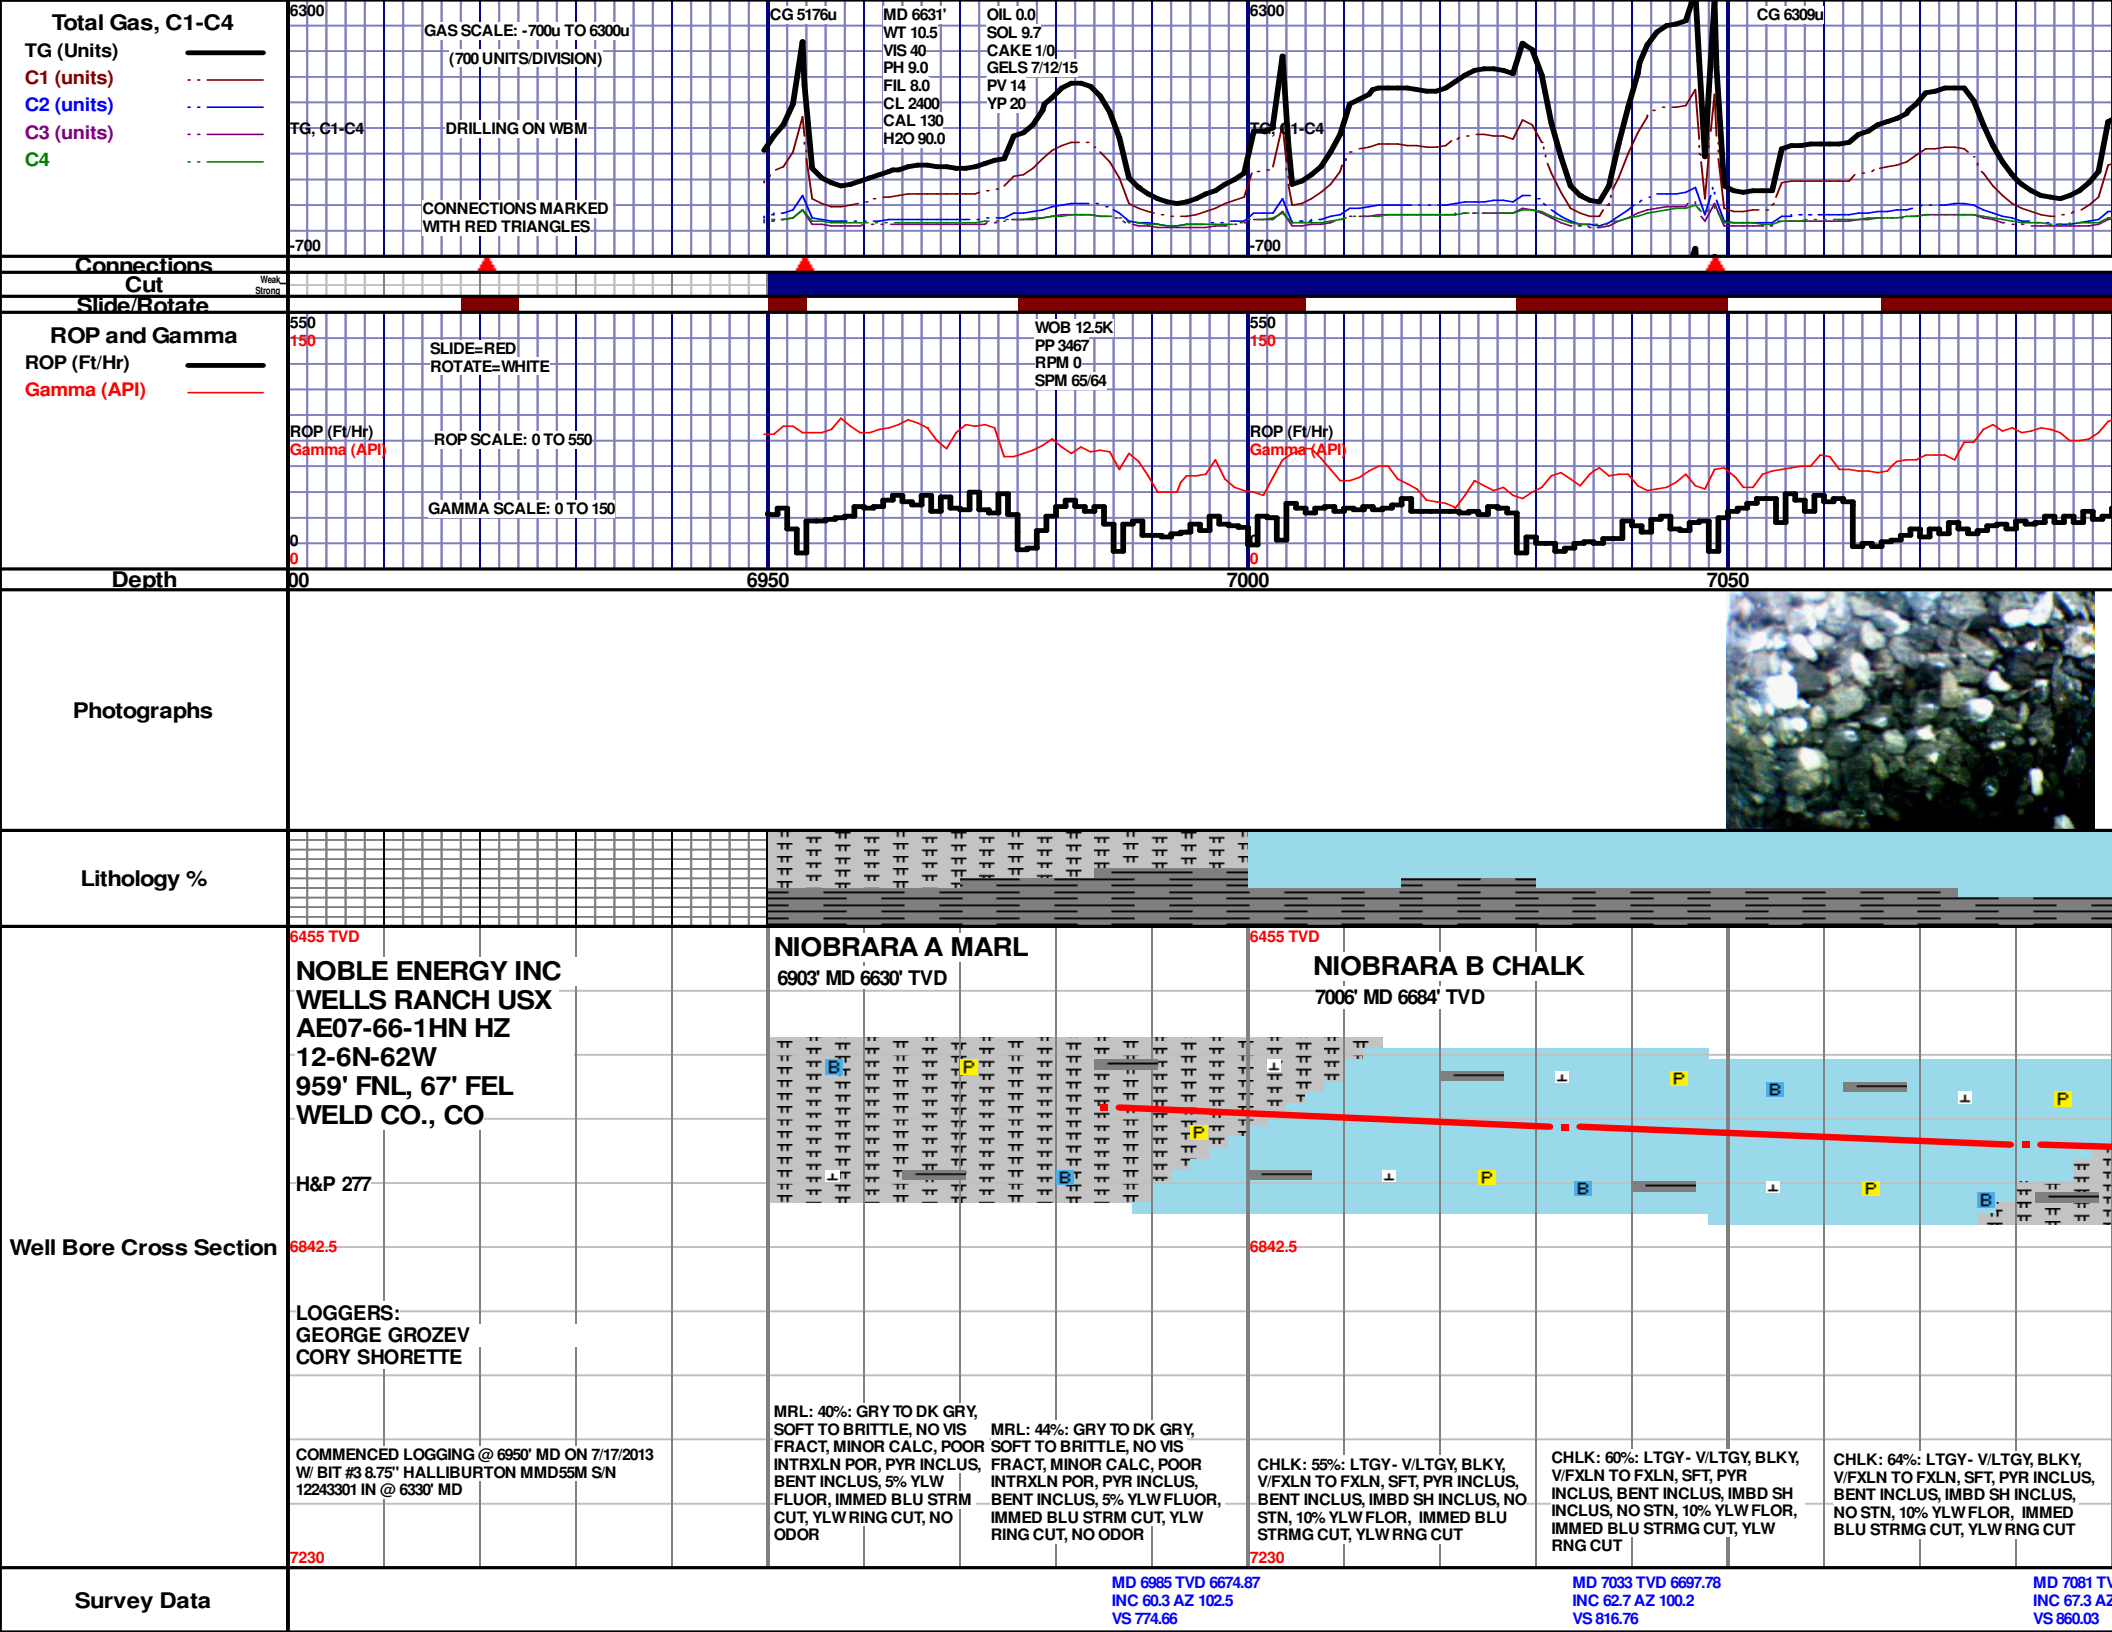 Total Gas, C1-C4
TG (Units)
C1 (units)
C2 (units)
C3 (units)
C4
6300
GAS SCALE: -700u TO 6300u
(700 UNITS/DIVISION)
TG, C1-C4
DRILLING ON WBM
CONNECTIONS MARKED
WITH RED TRIANGLES
-700
CG 5176u
MD 6631'
WT 10.5
VIS 40
PH 9.0
FIL 8.0
CL 2400
CAL 130
H2O 90.0
OIL 0.0
SOL 9.7
CAKE 1/0
GELS 7/12/15
PV 14
YP 20
6300
TG, C1-C4
-700
CG 6309u
Connections
Cut
Weak
Strong
Slide/Rotate
ROP and Gamma
ROP (Ft/Hr)
Gamma (API)
550
150
SLIDE=RED
ROTATE=WHITE
ROP (Ft/Hr)
Gamma (API)
ROP SCALE: 0 TO 550
GAMMA SCALE: 0 TO 150
0
0
WOB 12.5K
PP 3467
RPM 0
SPM 65/64
550
150
ROP (Ft/Hr)
Gamma (API)
0
0
Depth
00
6950
7000
7050
Photographs
Lithology %
Well Bore Cross Section
6455 TVD
NOBLE ENERGY INC
WELLS RANCH USX
AE07-66-1HN HZ
12-6N-62W
959' FNL, 67' FEL
WELD CO., CO
H&P 277
6842.5
LOGGERS:
GEORGE GROZEV
CORY SHORETTE
COMMENCED LOGGING @ 6950' MD ON 7/17/2013
W/ BIT #3 8.75" HALLIBURTON MMD55M S/N
12243301 IN @ 6330' MD
7230
NIOBRARA A MARL
6903' MD 6630' TVD
6455 TVD
NIOBRARA B CHALK
7006' MD 6684' TVD
B
P
P
B
P
B
P
P
B
P
B
P
B
6842.5
MRL: 40%: GRY TO DK GRY,
SOFT TO BRITTLE, NO VIS
FRACT, MINOR CALC, POOR
INTRXLN POR, PYR INCLUS,
BENT INCLUS, 5% YLW
FLUOR, IMMED BLU STRM
CUT, YLW RING CUT, NO
ODOR
MRL: 44%: GRY TO DK GRY,
SOFT TO BRITTLE, NO VIS
FRACT, MINOR CALC, POOR
INTRXLN POR, PYR INCLUS,
BENT INCLUS, 5% YLW FLUOR,
IMMED BLU STRM CUT, YLW
RING CUT, NO ODOR
CHLK: 55%: LTGY- V/LTGY, BLKY,
V/FXLN TO FXLN, SFT, PYR INCLUS,
BENT INCLUS, IMBD SH INCLUS, NO
STN, 10% YLW FLOR, IMMED BLU
STRMG CUT, YLW RNG CUT
CHLK: 60%: LTGY- V/LTGY, BLKY,
V/FXLN TO FXLN, SFT, PYR
INCLUS, BENT INCLUS, IMBD SH
INCLUS, NO STN, 10% YLW FLOR,
IMMED BLU STRMG CUT, YLW
RNG CUT
CHLK: 64%: LTGY- V/LTGY, BLKY,
V/FXLN TO FXLN, SFT, PYR INCLUS,
BENT INCLUS, IMBD SH INCLUS,
NO STN, 10% YLW FLOR, IMMED
BLU STRMG CUT, YLW RNG CUT
7230
Survey Data
MD 6985 TVD 6674.87
INC 60.3 AZ 102.5
VS 774.66
MD 7033 TVD 6697.78
INC 62.7 AZ 100.2
VS 816.76
MD 7081 TV
INC 67.3 AZ
VS 860.03